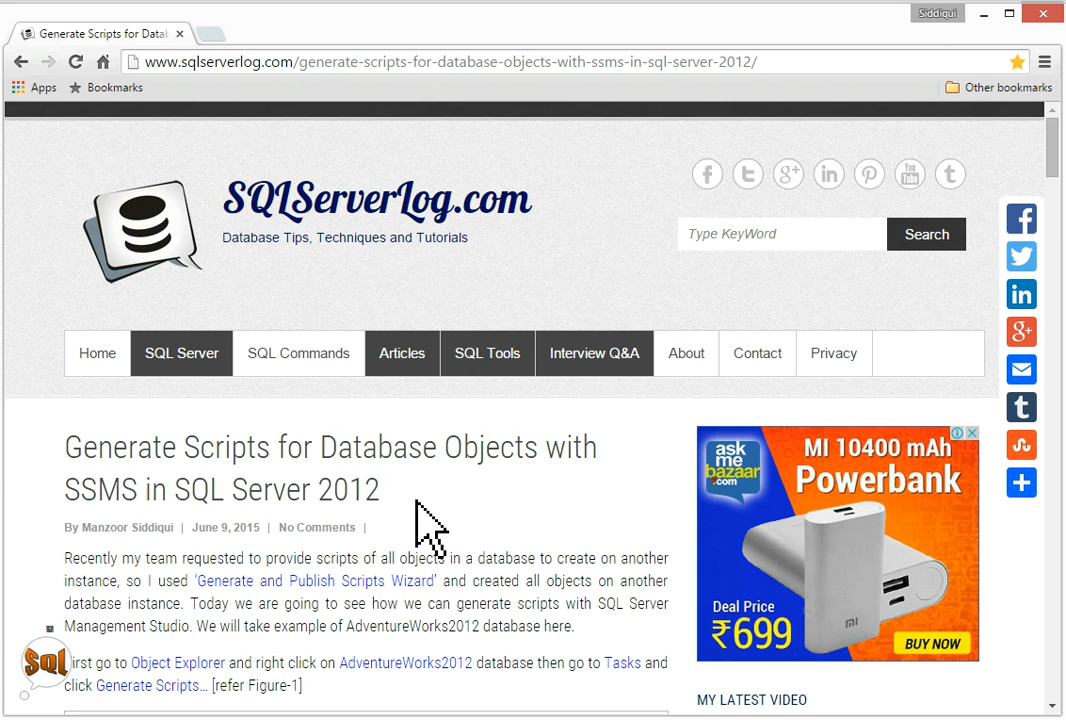 Siddiqui
Generate Scripts for Datab
www.sqlserverlog.com/generate-scripts-for-database-objects-with-ssms-in-sql-server-2012/
Apps Bookmarks Other bookmarks
SQLServerLog.com
Database Tips, Techniques and Tutorials
Type KeyWord Search
Home SQL Server SQL Commands Articles SQL Tools Interview Q&A About Contact Privacy
Generate Scripts for Database Objects with
SSMS in SQL Server 2012
By Manzoor Siddiqui | June 9, 2015 | No Comments |
Recently my team requested to provide scripts of all objects in a database to create on another
instance, so I used 'Generate and Publish Scripts Wizard' and created all objects on another
database instance. Today we are going to see how we can generate scripts with SQL Server
Management Studio. We will take example of AdventureWorks2012 database here.
First go to Object Explorer and right click on AdventureWorks2012 database then go to Tasks and
click Generate Scripts... [refer Figure-1]
Sql
ask
me
bazaar
.com
MI 10400 mAh
Powerbank
Deal Price
₹699
BUY NOW
MY LATEST VIDEO